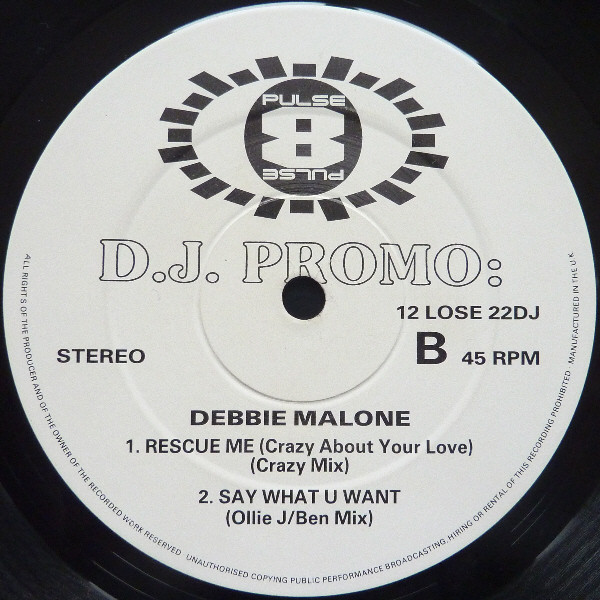 PULSE
8
PULSE
D.J. PROMO:
12 LOSE 22DJ
STEREO
B 45 RPM
DEBBIE MALONE
1. RESCUE ME (Crazy About Your Love)
(Crazy Mix)
2. SAY WHAT U WANT
(Ollie J/Ben Mix)
ALL RIGHTS OF THE PRODUCER AND OF THE OWNER OF THE RECORDED WORK RESERVED · UNAUTHORISED COPYING PUBLIC PERFORMANCE BROADCASTING, HIRING OR RENTAL OF THIS RECORDING PROHIBITED · MANUFACTURED IN THE U.K.